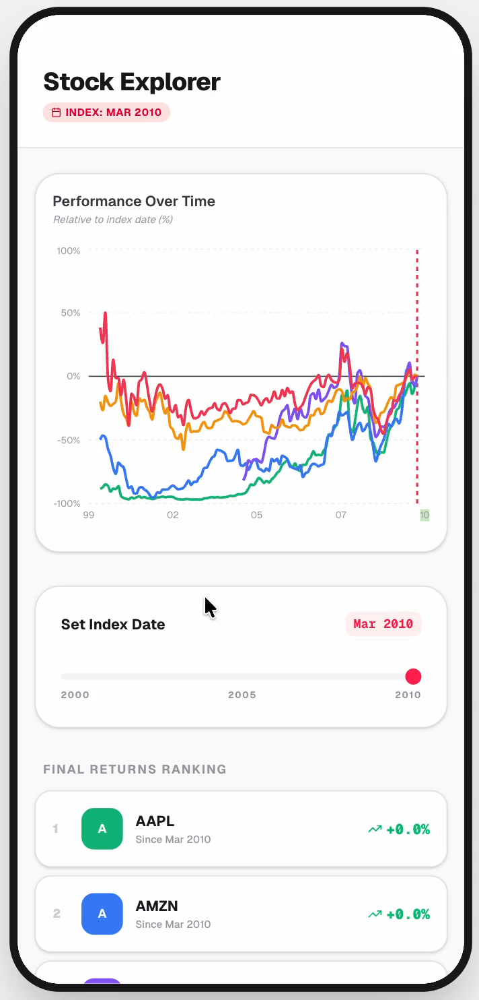 Stock Explorer
INDEX: MAR 2010
Performance Over Time
Relative to index date (%)
100%
50%
0%
-50%
-100%
99 02 05 07 10
Set Index Date Mar 2010
2000 2005 2010
FINAL RETURNS RANKING
1 A AAPL +0.0%
Since Mar 2010
2 A AMZN +0.0%
Since Mar 2010